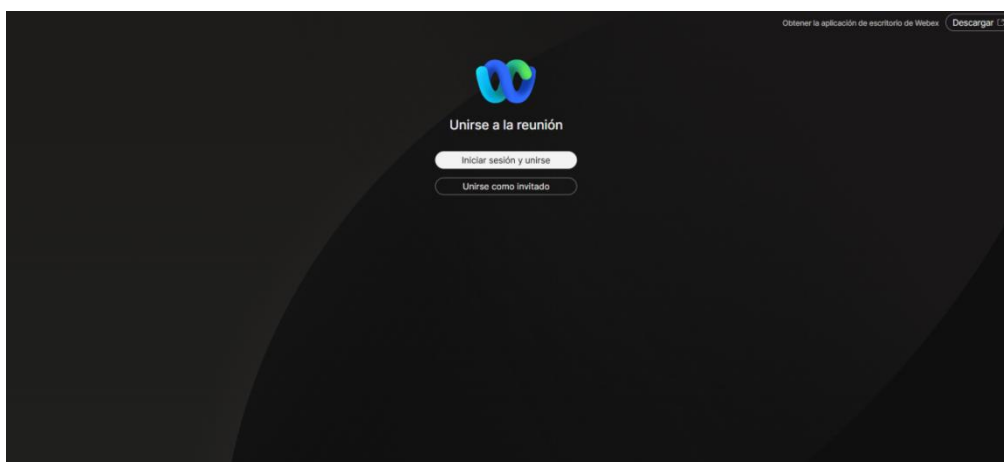 Obtener la aplicación de escritorio de Webex Descargar
Unirse a la reunión
Iniciar sesión y unirse
Unirse como invitado